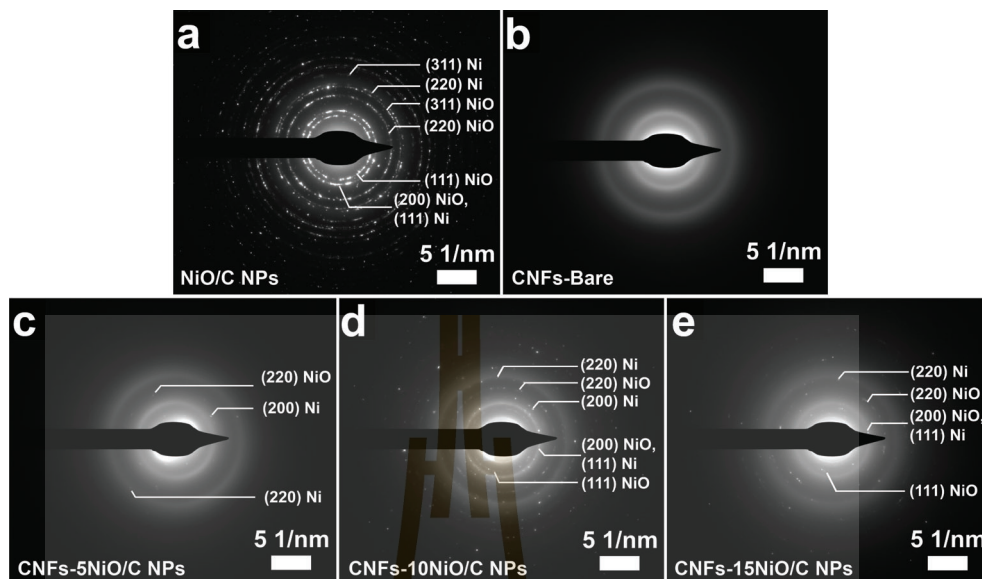 a
(311) Ni
(220) Ni
(311) NiO
(220) NiO
(111) NiO
(200) NiO,
(111) Ni
5 1/nm
NiO/C NPs
b
5 1/nm
CNFs-Bare
c
(220) NiO
(200) Ni
(220) Ni
5 1/nm
CNFs-5NiO/C NPs
d
(220) Ni
(220) NiO
(200) Ni
(200) NiO,
(111) Ni
(111) NiO
5 1/nm
CNFs-10NiO/C NPs
e
(220) Ni
(220) NiO
(200) NiO,
(111) Ni
(111) NiO
5 1/nm
CNFs-15NiO/C NPs